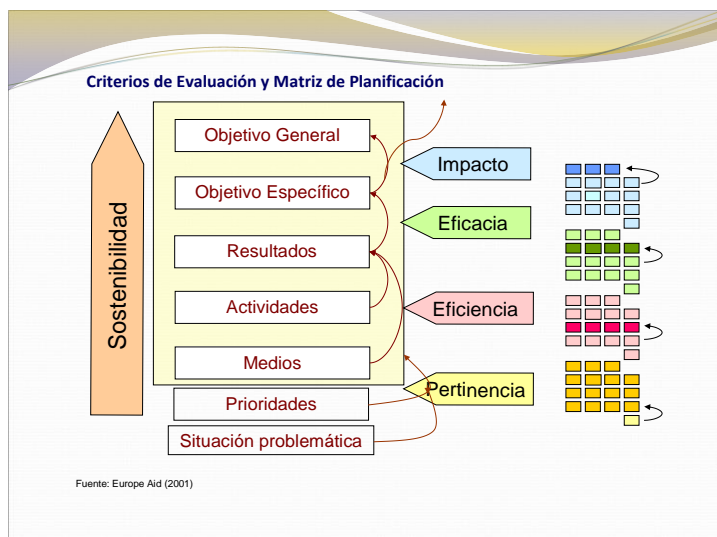 Criterios de Evaluación y Matriz de Planificación
Sostenibilidad
Objetivo General
Objetivo Específico
Resultados
Actividades
Medios
Prioridades
Situación problemática
Impacto
Eficacia
Eficiencia
Pertinencia
Fuente: Europe Aid (2001)